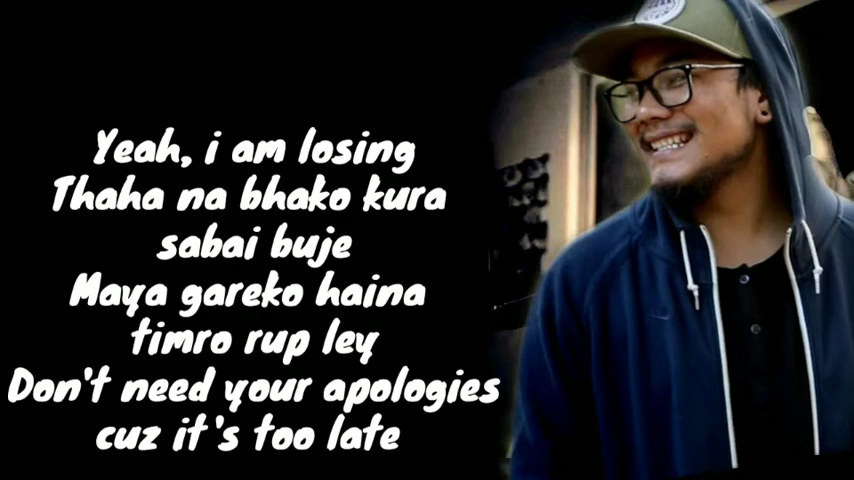 Yeah, i am losing
Thaha na bhako kura
sabai buje
Maya gareko haina
timro rup ley
Don't need your apologies
cuz it's too late